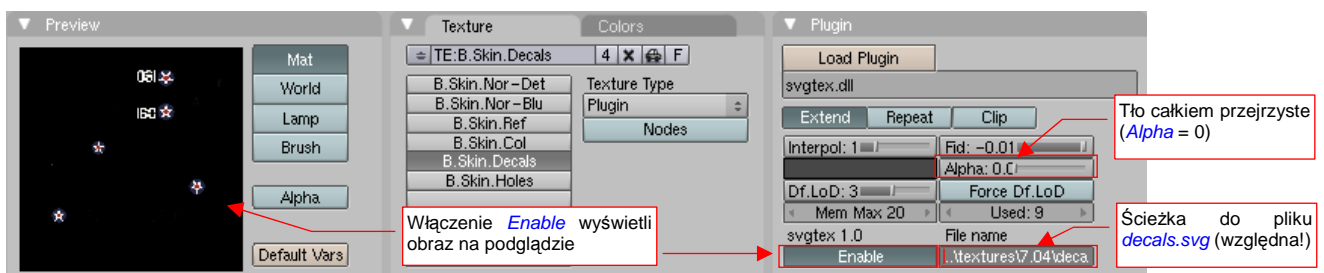 Preview
Mat
World
Lamp
Brush
Alpha
Default Vars
Texture
Colors
TE:B.Skin.Decals
4
F
B.Skin.Nor-Det
B.Skin.Nor-Blu
B.Skin.Ref
B.Skin.Col
B.Skin.Decals
B.Skin.Holes
Texture Type
Plugin
Nodes
Włączenie Enable wyświetli
obraz na podglądzie
Plugin
Load Plugin
svgtex.dll
Extend
Repeat
Clip
Interpol: 1
Fid: -0.01
Alpha: 0.0
Df.LoD: 3
Force Df.LoD
Mem Max 20
Used: 9
svgtex 1.0
File name
Enable
..\textures\7.04\deca
Tło całkiem przejrzyste
(Alpha = 0)
Ścieżka do pliku
decals.svg (względna!)